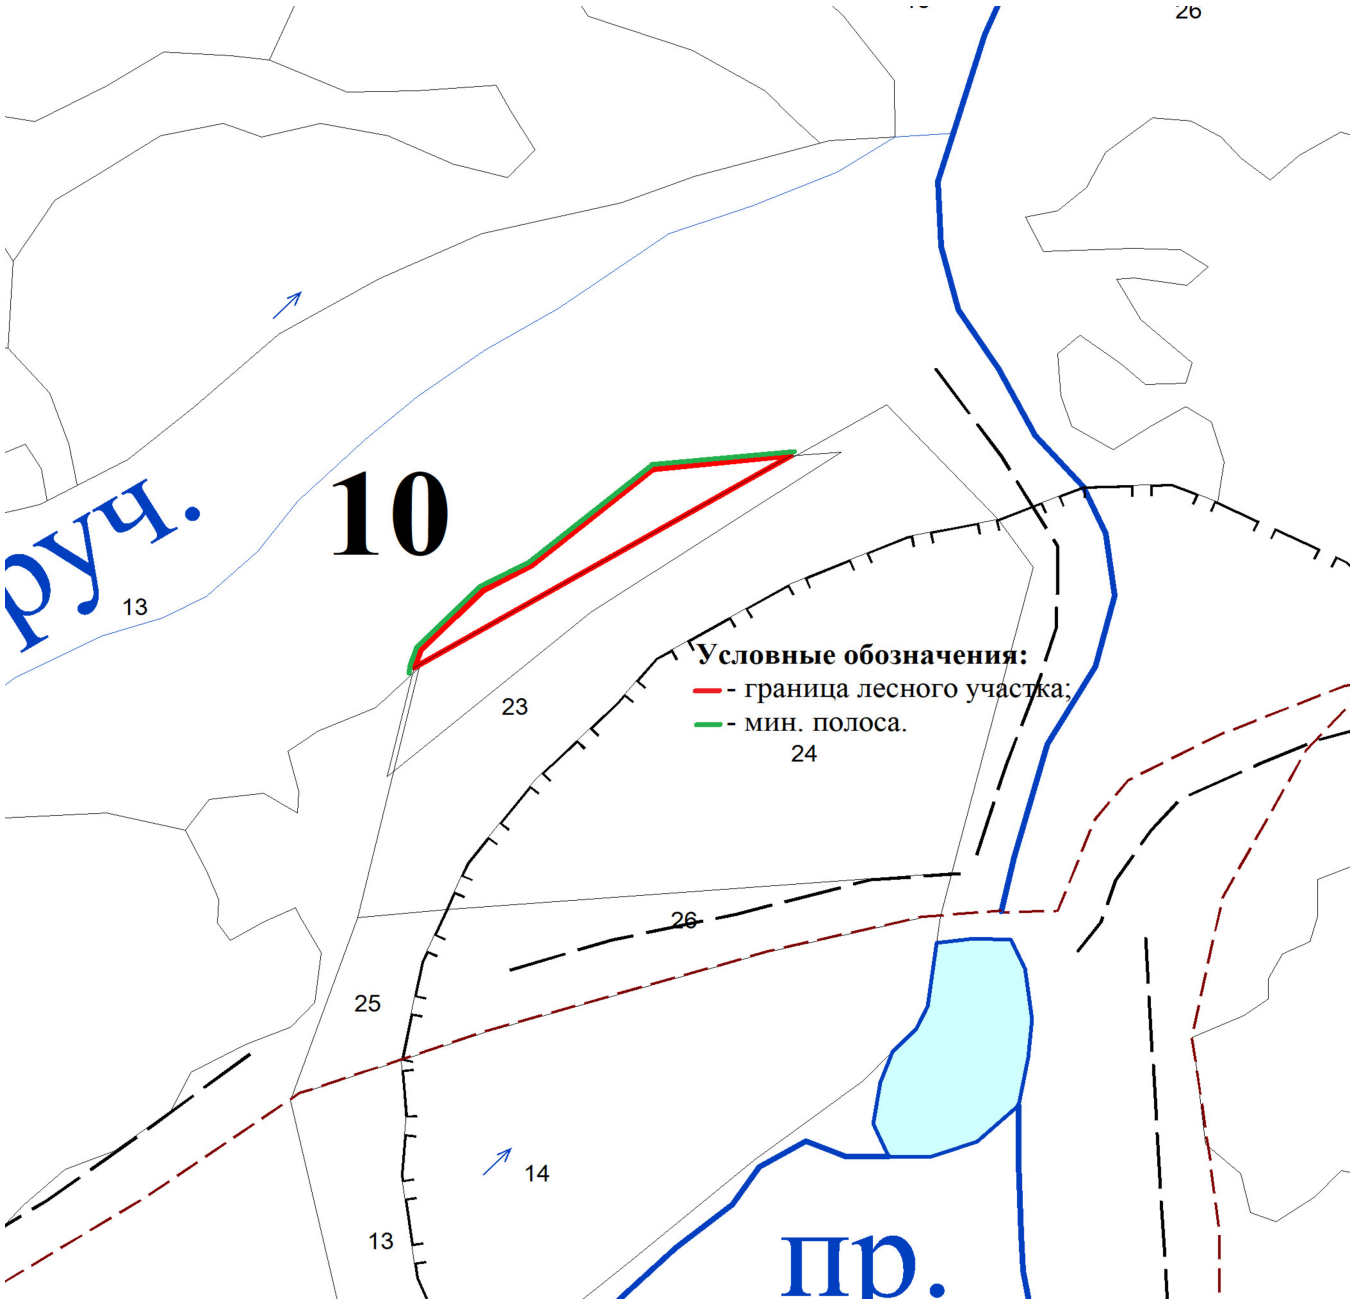 26
10
руч.
13
Условные обозначения:
- граница лесного участка;
- мин. полоса.
23
24
26
25
14
13
пр.